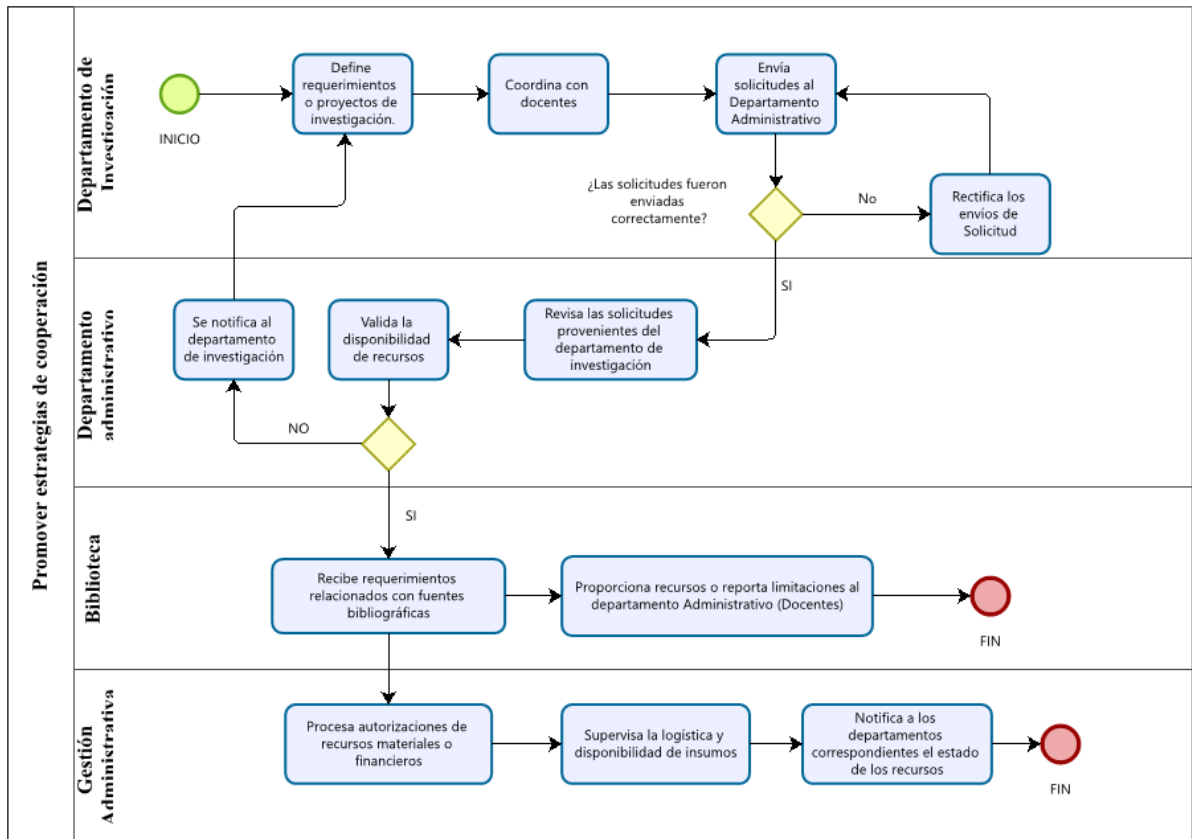 Promover estrategias de cooperación
Departamento de
Investigación
INICIO
Define
requerimientos
o proyectos de
investigación.
Coordina con
docentes
Envía
solicitudes al
Departamento
Administrativo
¿Las solicitudes fueron
enviadas
correctamente?
No
Rectifica los
envíos de
Solicitud
SI
Departamento
administrativo
Se notifica al
departamento
de investigación
Valida la
disponibilidad
de recursos
Revisa las solicitudes
provenientes del
departamento de
investigación
NO
SI
Biblioteca
Recibe requerimientos
relacionados con fuentes
bibliográficas
Proporciona recursos o reporta limitaciones al
departamento Administrativo (Docentes)
FIN
Gestión
Administrativa
Procesa autorizaciones de
recursos materiales o
financieros
Supervisa la logística y
disponibilidad de insumos
Notifica a los
departamentos
correspondientes el estado
de los recursos
FIN